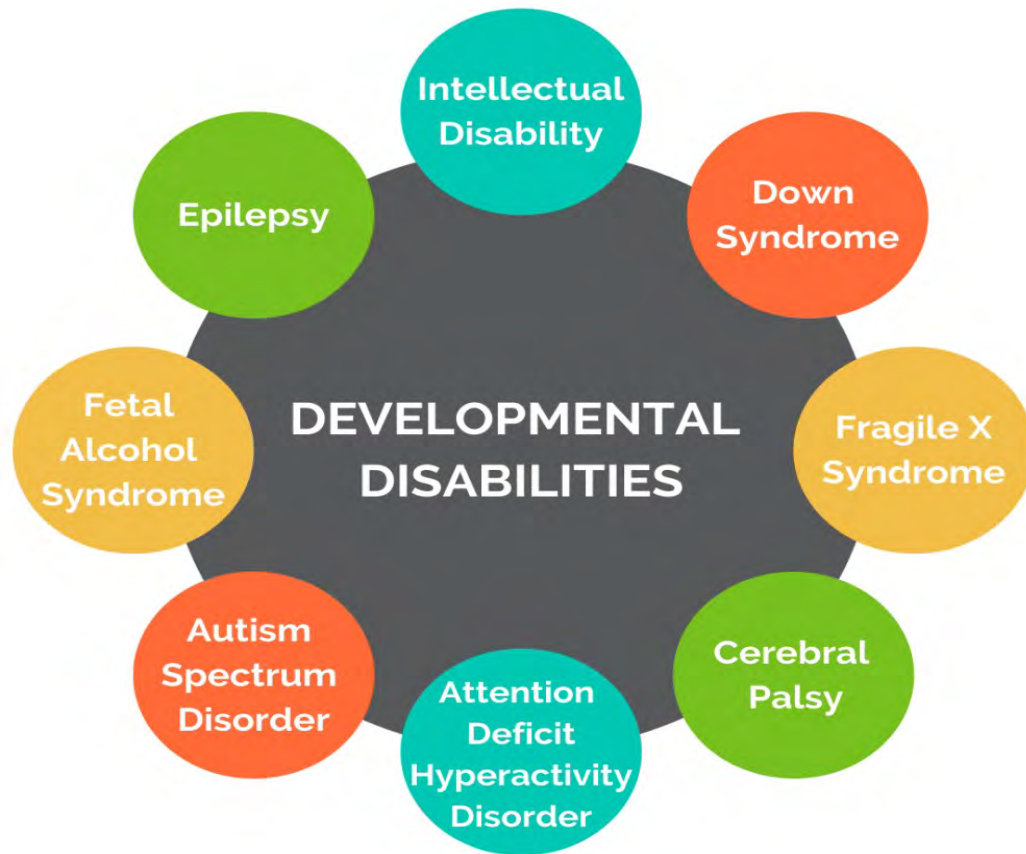 Intellectual
Disability
Down
Syndrome
Fragile X
Syndrome
Cerebral
Palsy
Attention
Deficit
Hyperactivity
Disorder
Autism
Spectrum
Disorder
Fetal
Alcohol
Syndrome
Epilepsy
DEVELOPMENTAL
DISABILITIES